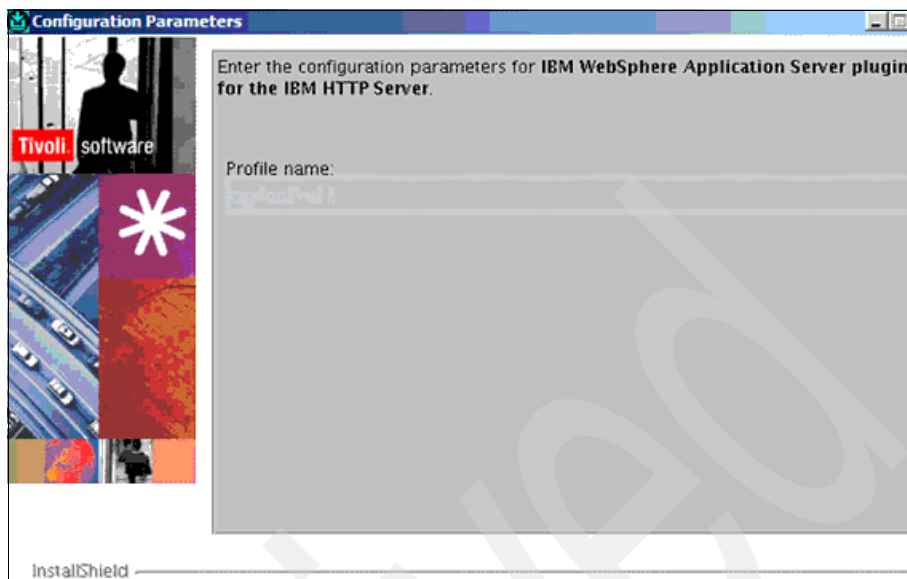 Configuration Parameters
Enter the configuration parameters for IBM WebSphere Application Server plugin
for the IBM HTTP Server.
Tivoli software
Profile name:
InstallShield